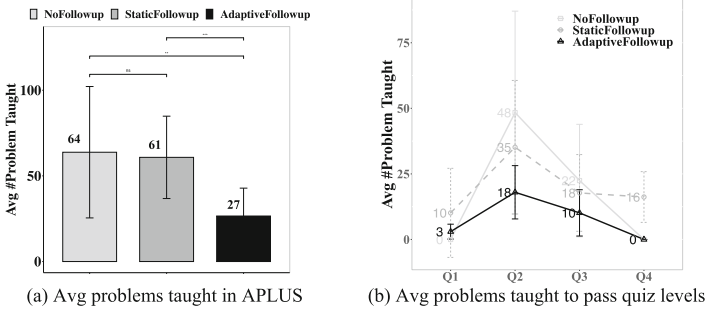 NoFollowup StaticFollowup AdaptiveFollowup
Avg #Problem Taught
100
50
0
64
61
27
ns
**
***
(a) Avg problems taught in APLUS
NoFollowup
StaticFollowup
AdaptiveFollowup
Avg #Problem Taught
75
50
25
0
10
3
0
48
35
18
22
18
10
16
0
Q1 Q2 Q3 Q4
(b) Avg problems taught to pass quiz levels